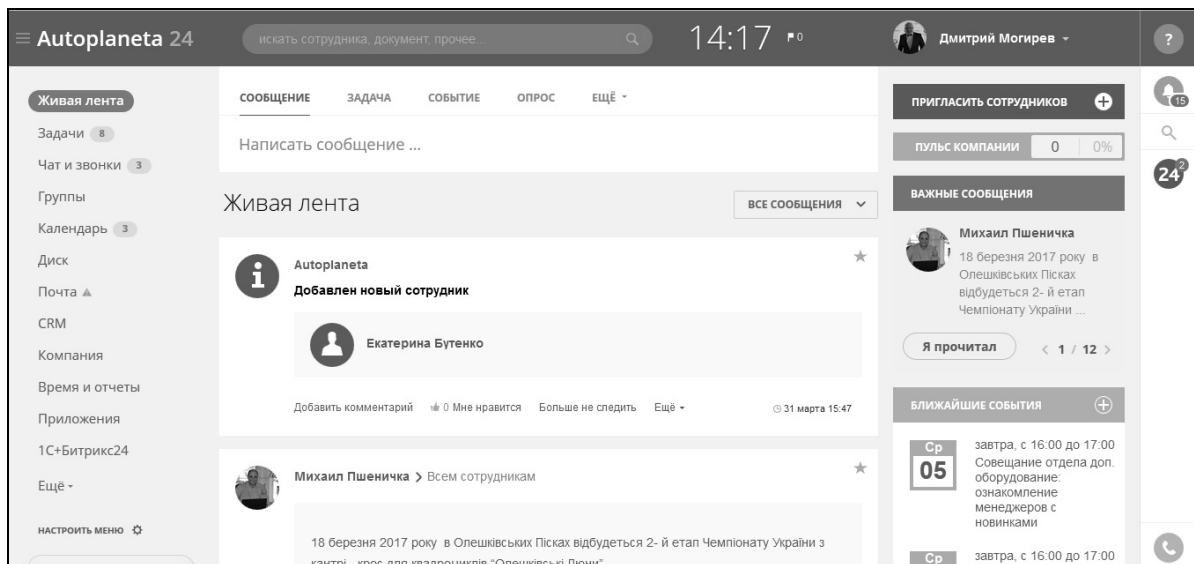 Autoplaneta 24
искать сотрудника, документ, прочее...
14:17
0
Дмитрий Могирев
?
Живая лента
Задачи 8
Чат и звонки 3
Группы
Календарь 3
Диск
Почта
CRM
Компания
Время и отчеты
Приложения
1С+Битрикс24
Ещё
НАСТРОИТЬ МЕНЮ
СООБЩЕНИЕ ЗАДАЧА СОБЫТИЕ ОПРОС ЕЩЁ
Написать сообщение ...
Живая лента
ВСЕ СООБЩЕНИЯ
Autoplaneta
Добавлен новый сотрудник
Екатерина Бутенко
Добавить комментарий 0 Мне нравится Больше не следить Ещё 31 марта 15:47
Михаил Пшеничка > Всем сотрудникам
18 березня 2017 року в Олешківських Пісках відбудеться 2- й етап Чемпіонату України з
кантрі - крос для квадроциклів "Олешківські Дюни"
ПРИГЛАСИТЬ СОТРУДНИКОВ
ПУЛЬС КОМПАНИИ 0 0%
ВАЖНЫЕ СООБЩЕНИЯ
Михаил Пшеничка
18 березня 2017 року в
Олешківських Пісках
відбудеться 2- й етап
Чемпіонату України ...
Я прочитал < 1 / 12 >
БЛИЖАЙШИЕ СОБЫТИЯ
Ср
05
завтра, с 16:00 до 17:00
Совещание отдела доп.
оборудование:
ознакомление
менеджеров с
новинками
Ср
завтра, с 16:00 до 17:00
15
24
2